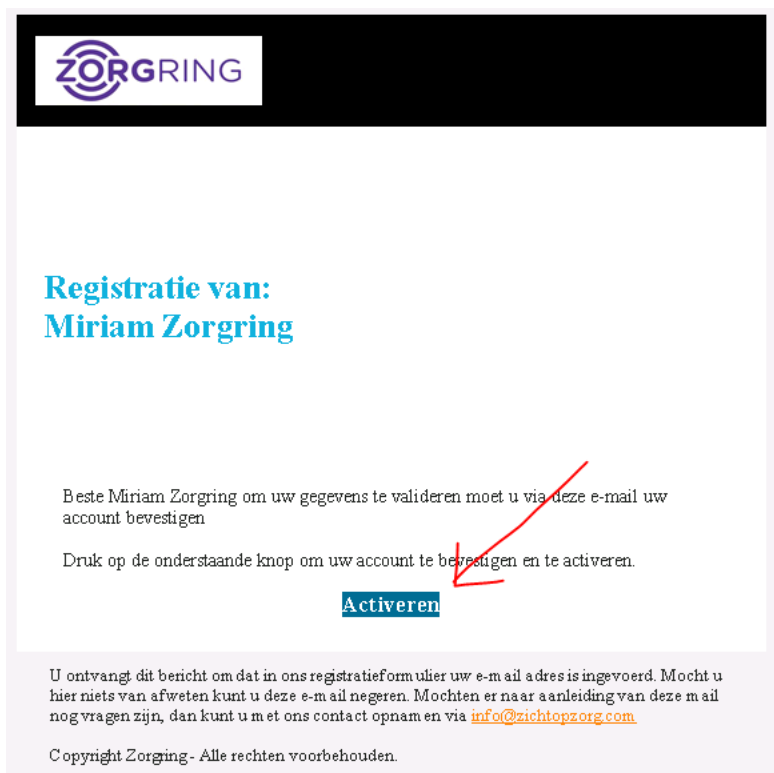 ZORGRING
Registratie van:
Miriam Zorgring
Beste Miriam Zorgring om uw gegevens te valideren moet u via deze e-mail uw
account bevestigen
Druk op de onderstaande knop om uw account te bevestigen en te activeren.
Activeren
U ontvangt dit bericht omdat in ons registratieformulier uw e-mail adres is ingevoerd. Mocht u
hier niets van afweten kunt u deze e-mail negeren. Mochten er naar aanleiding van deze mail
nog vragen zijn, dan kunt u met ons contact opnamen via info@zichtopzorg.com
Copyright Zorgring - Alle rechten voorbehouden.